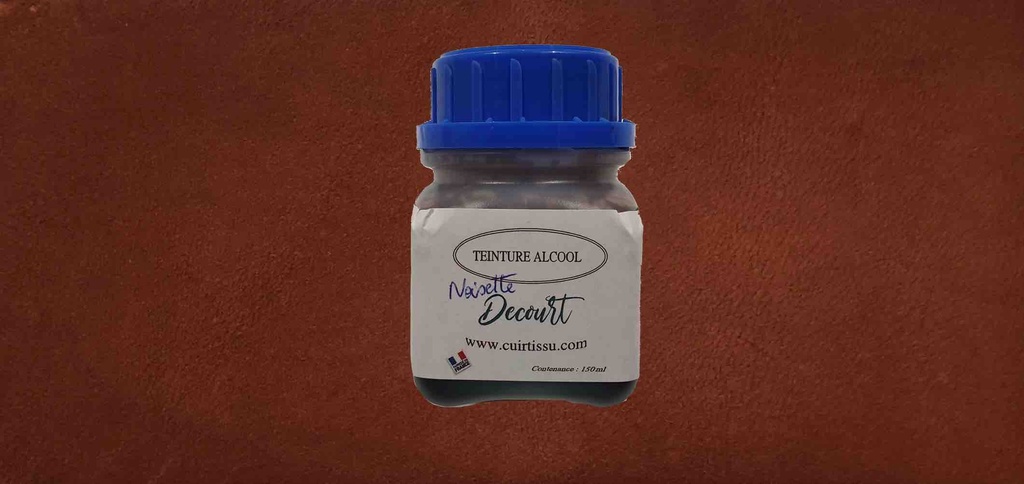 TEINTURE ALCOOL
Noisette
Decourt
www.cuirtissu.com
Contenance : 150ml